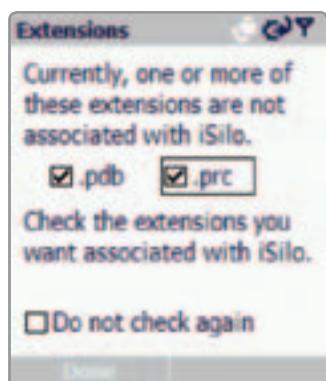 Extensions
Currently, one or more of
these extensions are not
associated with iSilo.
.pdb .prc
Check the extensions you
want associated with iSilo.
Do not check again
Done